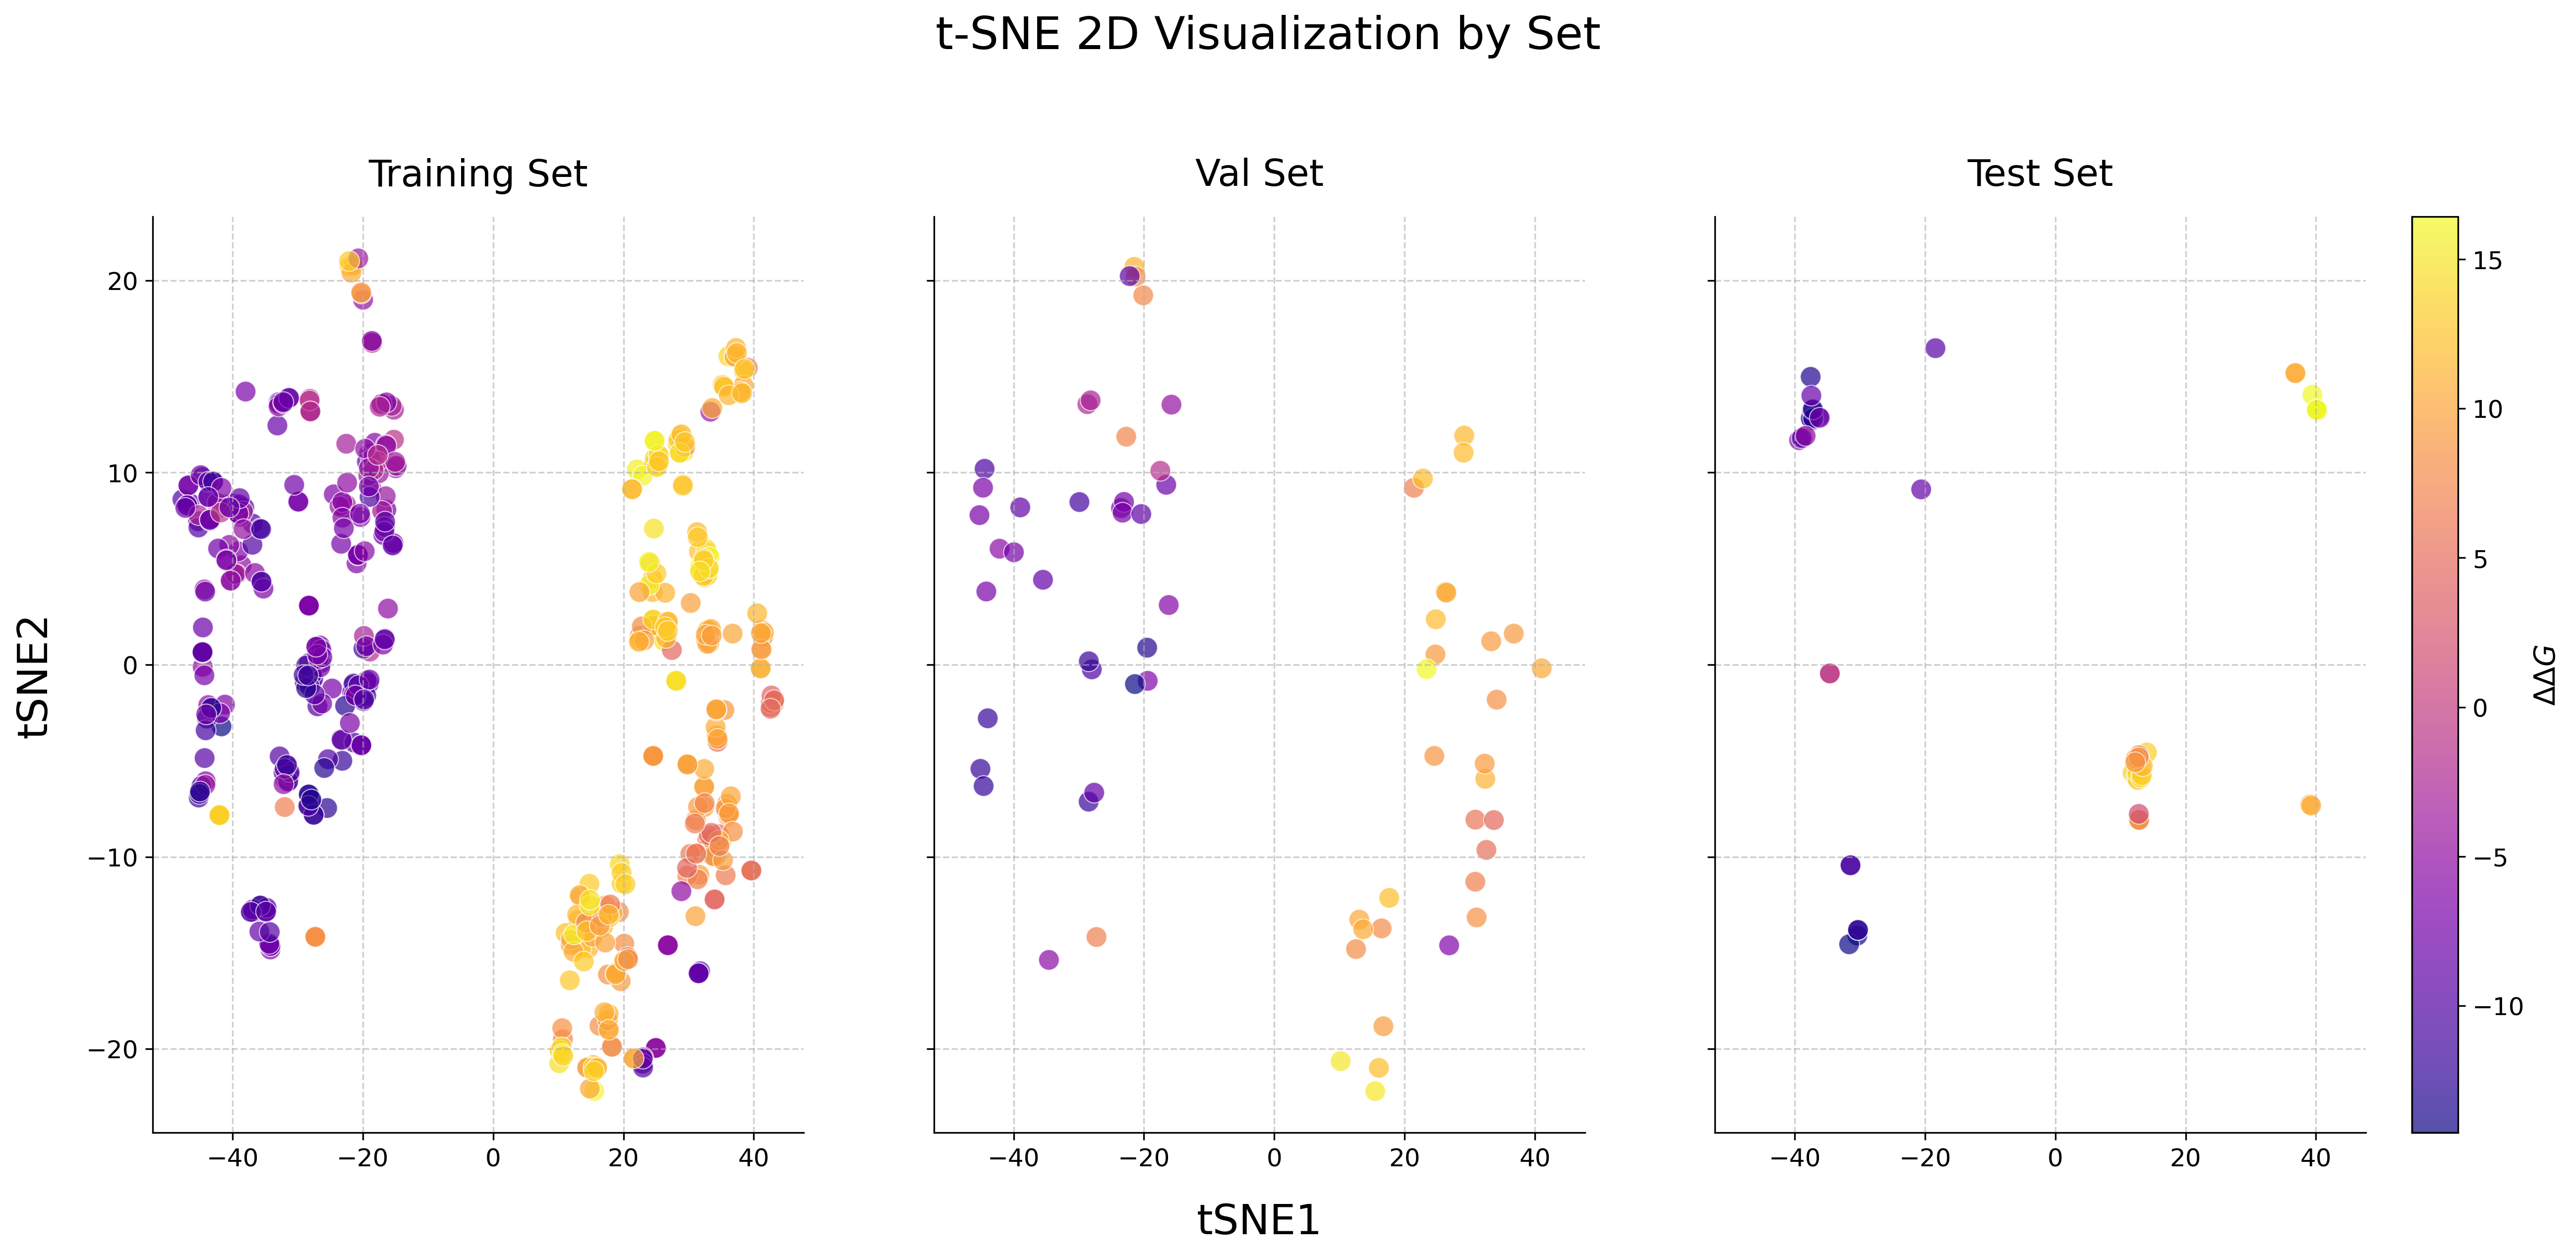 t-SNE 2D Visualization by Set
Training Set
Val Set
Test Set
tSNE2
20
10
0
−10
−20
−40 −20 0 20 40
−40 −20 0 20 40
−40 −20 0 20 40
tSNE1
15
10
5
0
−5
−10
ΔΔG